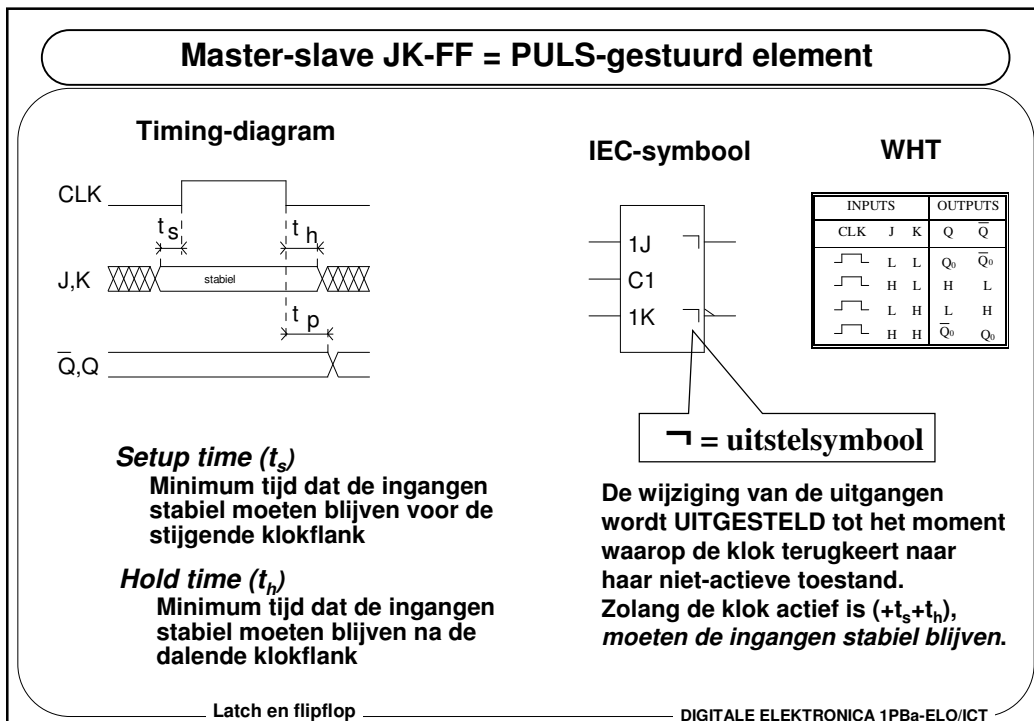 Master-slave JK-FF = PULS-gestuurd element
Timing-diagram
CLK
t s
t h
J,K
stabiel
t p
Q̅,Q
Setup time (ts)
Minimum tijd dat de ingangen
stabiel moeten blijven voor de
stijgende klokflank
Hold time (th)
Minimum tijd dat de ingangen
stabiel moeten blijven na de
dalende klokflank
IEC-symbool
1J ¬
C1
1K ¬
¬ = uitstelsymbool
De wijziging van de uitgangen
wordt UITGESTELD tot het moment
waarop de klok terugkeert naar
haar niet-actieve toestand.
Zolang de klok actief is (+ts+th),
moeten de ingangen stabiel blijven.
WHT
INPUTS OUTPUTS
CLK J K Q Q̅
L L Q0 Q̅0
H L H L
L H L H
H H Q̅0 Q0
Latch en flipflop
DIGITALE ELEKTRONICA 1PBa-ELO/ICT